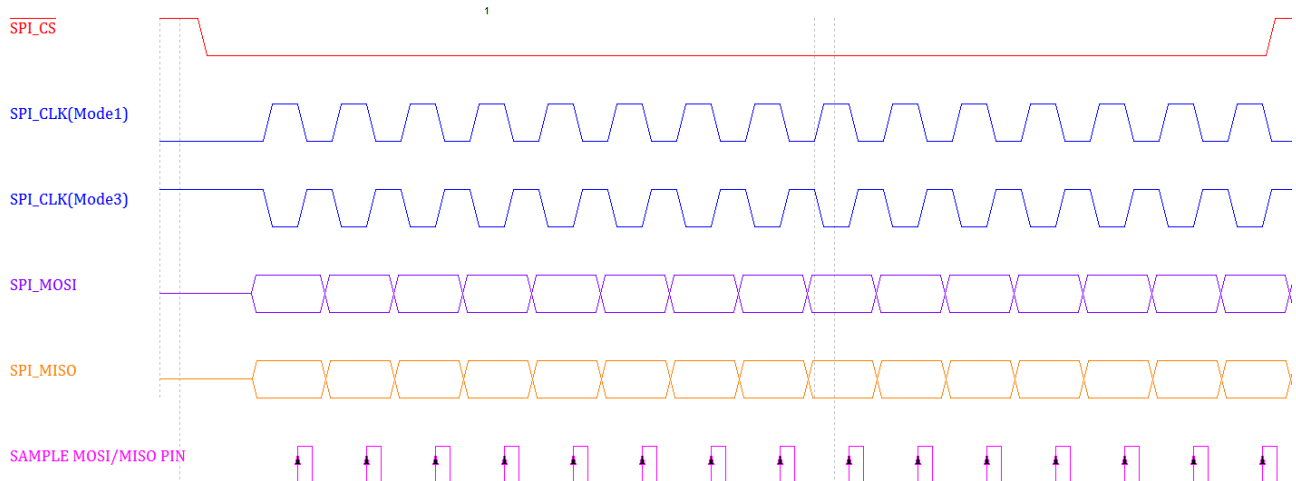 1
SPI_CS
SPI_CLK(Mode1)
SPI_CLK(Mode3)
SPI_MOSI
SPI_MISO
SAMPLE MOSI/MISO PIN